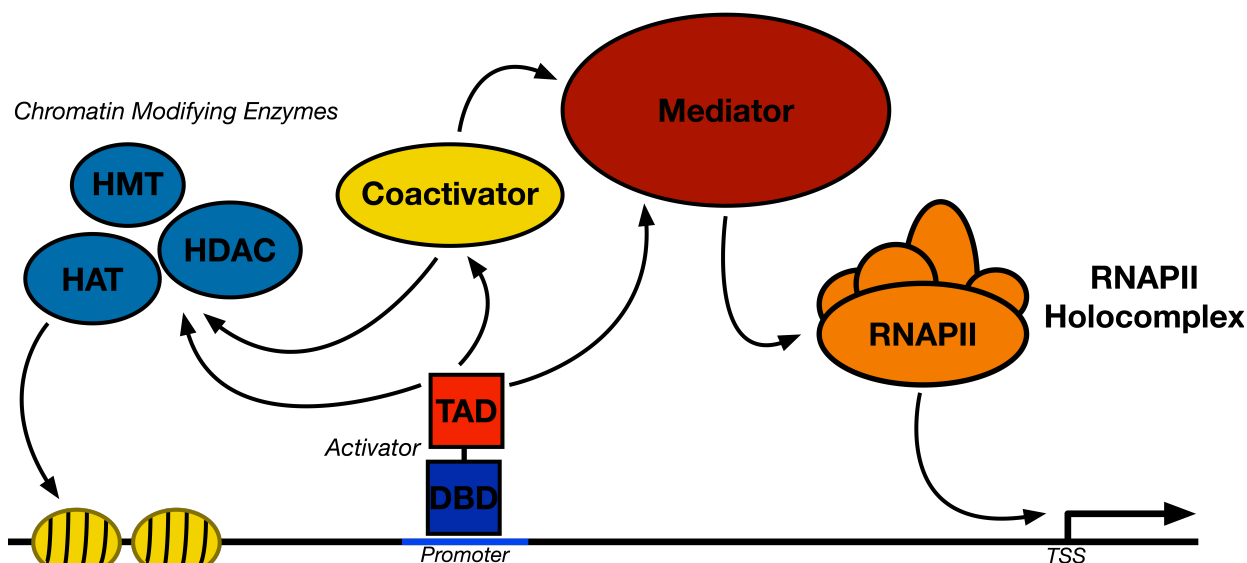 Mediator
Chromatin Modifying Enzymes
HMT
Coactivator
HDAC
HAT
RNAPII
Holocomplex
RNAPII
TAD
Activator
DBD
Promoter
TSS